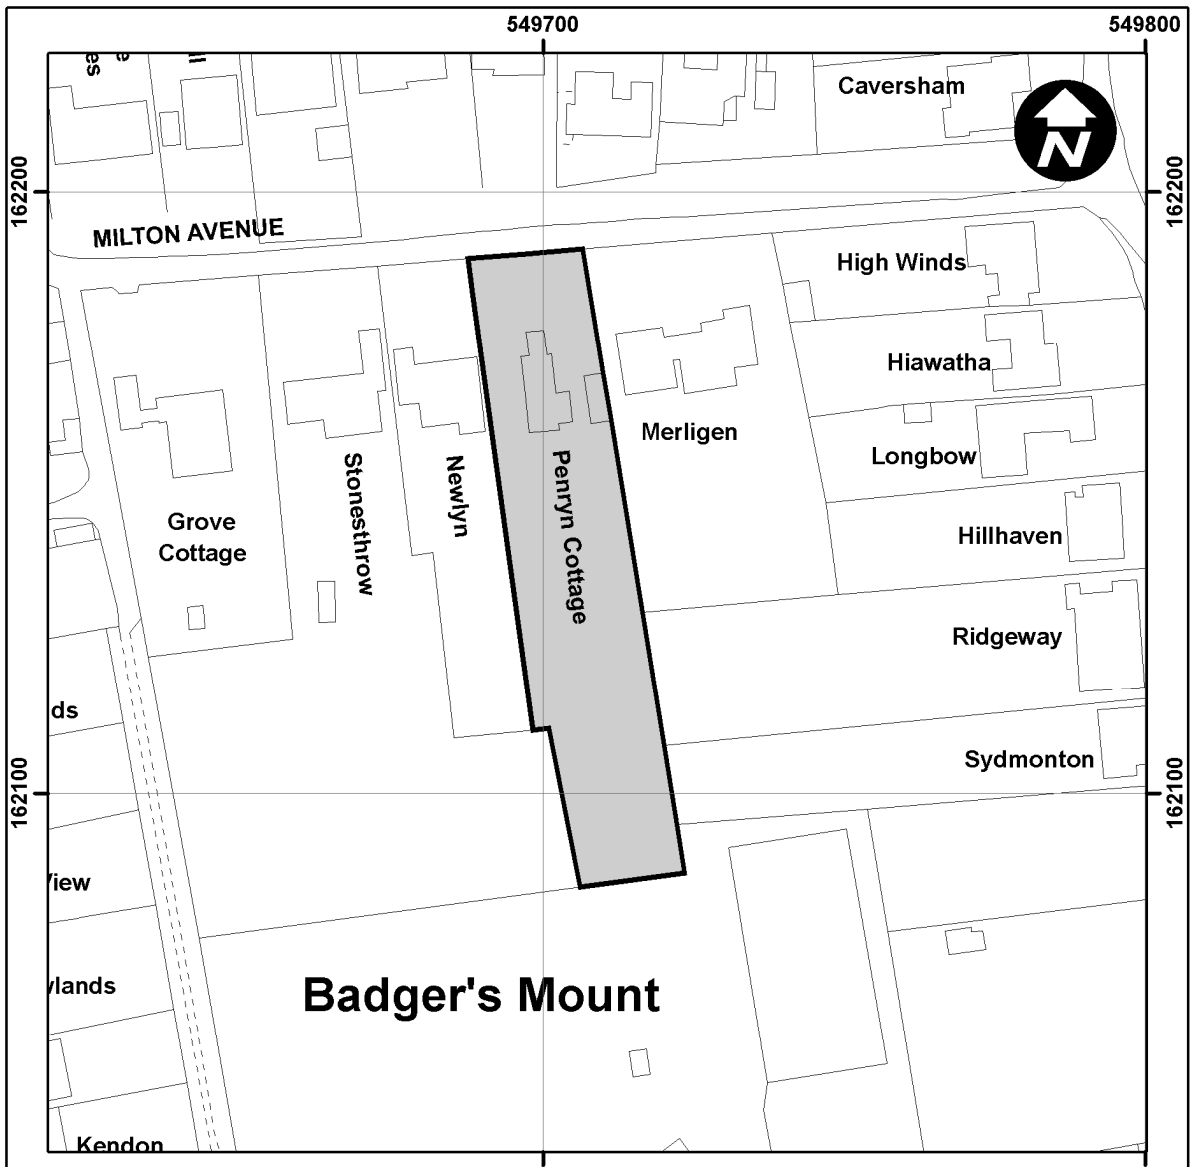 549700
549800
Caversham
N
162200
162200
MILTON AVENUE
High Winds
Hiawatha
Merligen
Longbow
Stonesthrow
Newlyn
Penryn Cottage
Grove
Cottage
Hillhaven
Ridgeway
ds
Sydmonton
162100
162100
View
Badger's Mount
Kendon